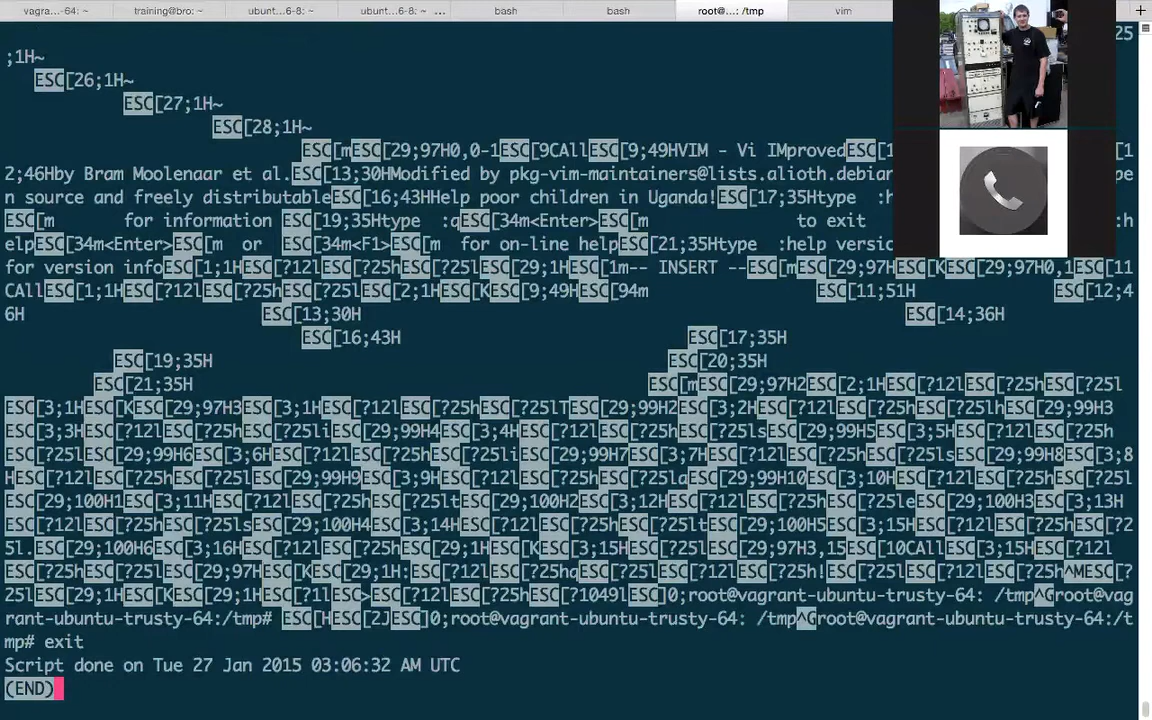 vagra...-64: ~ training@bro: ~ ubunt...6-8: ~ ubunt...6-8: ~ ... bash bash root@...: /tmp vim +
25
;1H~
ESC[26;1H~
ESC[27;1H~
ESC[28;1H~
ESC[mESC[29;97H0,0-1ESC[9CAllESC[9;49HVIM - Vi IMprovedESC[1
2;46Hby Bram Moolenaar et al.ESC[13;30HModified by pkg-vim-maintainers@lists.alioth.debian pe
n source and freely distributableESC[16;43HHelp poor children in Uganda!ESC[17;35Htype :h
ESC[m for information ESC[19;35Htype :qESC[34m<Enter>ESC[m to exit :h
elpESC[34m<Enter>ESC[m or ESC[34m<F1>ESC[m for on-line helpESC[21;35Htype :help versio
for version infoESC[1;1HESC[?12lESC[?25hESC[?25lESC[29;1HESC[1m-- INSERT --ESC[mESC[29;97HESC[KESC[29;97H0,1ESC[11
CAllESC[1;1HESC[?12lESC[?25hESC[?25lESC[2;1HESC[KESC[9;49HESC[94m ESC[11;51H ESC[12;4
6H ESC[13;30H ESC[14;36H
ESC[16;43H ESC[17;35H
ESC[19;35H ESC[20;35H
ESC[21;35H ESC[mESC[29;97H2ESC[2;1HESC[?12lESC[?25hESC[?25l
ESC[3;1HESC[KESC[29;97H3ESC[3;1HESC[?12lESC[?25hESC[?25lTESC[29;99H2ESC[3;2HESC[?12lESC[?25hESC[?25lhESC[29;99H3
ESC[3;3HESC[?12lESC[?25hESC[?25liESC[29;99H4ESC[3;4HESC[?12lESC[?25hESC[?25lsESC[29;99H5ESC[3;5HESC[?12lESC[?25h
ESC[?25lESC[29;99H6ESC[3;6HESC[?12lESC[?25hESC[?25liESC[29;99H7ESC[3;7HESC[?12lESC[?25hESC[?25lsESC[29;99H8ESC[3;8
HESC[?12lESC[?25hESC[?25lESC[29;99H9ESC[3;9HESC[?12lESC[?25hESC[?25laESC[29;99H10ESC[3;10HESC[?12lESC[?25hESC[?25l
ESC[29;100H1ESC[3;11HESC[?12lESC[?25hESC[?25ltESC[29;100H2ESC[3;12HESC[?12lESC[?25hESC[?25leESC[29;100H3ESC[3;13H
ESC[?12lESC[?25hESC[?25lsESC[29;100H4ESC[3;14HESC[?12lESC[?25hESC[?25ltESC[29;100H5ESC[3;15HESC[?12lESC[?25hESC[?2
5l.ESC[29;100H6ESC[3;16HESC[?12lESC[?25hESC[29;1HESC[KESC[3;15HESC[?25lESC[29;97H3,15ESC[10CAllESC[3;15HESC[?12l
ESC[?25hESC[?25lESC[29;97HESC[KESC[29;1H:ESC[?12lESC[?25hqESC[?25lESC[?12lESC[?25h!ESC[?25lESC[?12lESC[?25h^MESC[?
25lESC[29;1HESC[KESC[29;1HESC[?1lESC>ESC[?12lESC[?25hESC[?1049lESC]0;root@vagrant-ubuntu-trusty-64: /tmp^Groot@vag
rant-ubuntu-trusty-64:/tmp# ESC[HESC[2JESC]0;root@vagrant-ubuntu-trusty-64: /tmp^Groot@vagrant-ubuntu-trusty-64:/t
mp# exit
Script done on Tue 27 Jan 2015 03:06:32 AM UTC
(END)